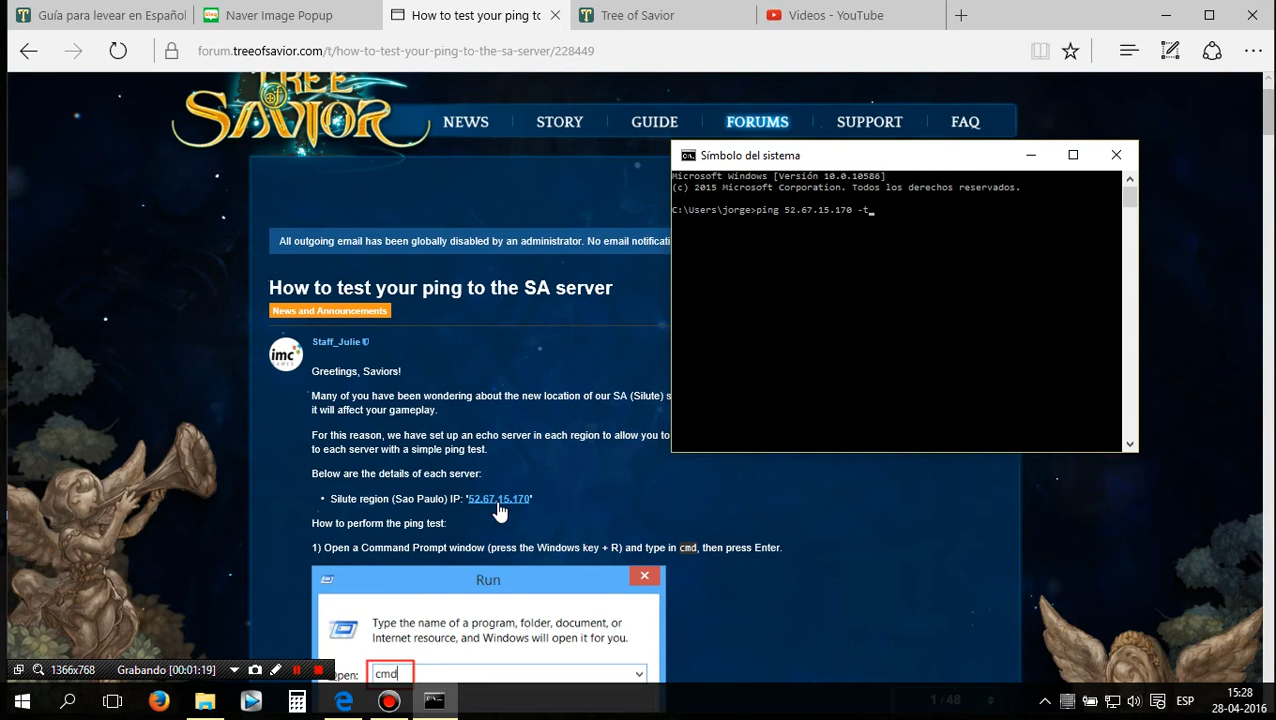 Guía para levear en Español
Naver Image Popup
How to test your ping to
Tree of Savior
Videos - YouTube
forum.treeofsavior.com/t/how-to-test-your-ping-to-the-sa-server/228449
TREE
of
SAVIOR
NEWS
STORY
GUIDE
FORUMS
SUPPORT
FAQ
Símbolo del sistema
Microsoft Windows [Versión 10.0.10586]
(c) 2015 Microsoft Corporation. Todos los derechos reservados.
C:\Users\jorge>ping 52.67.15.170 -t_
All outgoing email has been globally disabled by an administrator. No email notificati
How to test your ping to the SA server
News and Announcements
imc
GAMES
Staff_Julie
Greetings, Saviors!
Many of you have been wondering about the new location of our SA (Silute) s
it will affect your gameplay.
For this reason, we have set up an echo server in each region to allow you to
to each server with a simple ping test.
Below are the details of each server:
• Silute region (Sao Paulo) IP: '52.67.15.170'
How to perform the ping test:
1) Open a Command Prompt window (press the Windows key + R) and type in cmd, then press Enter.
Run
Type the name of a program, folder, document, or
Internet resource, and Windows will open it for you.
Open:
cmd
1366x768
Grabando [00:01:19]
1 / 48
ESP
15:28
28-04-2016